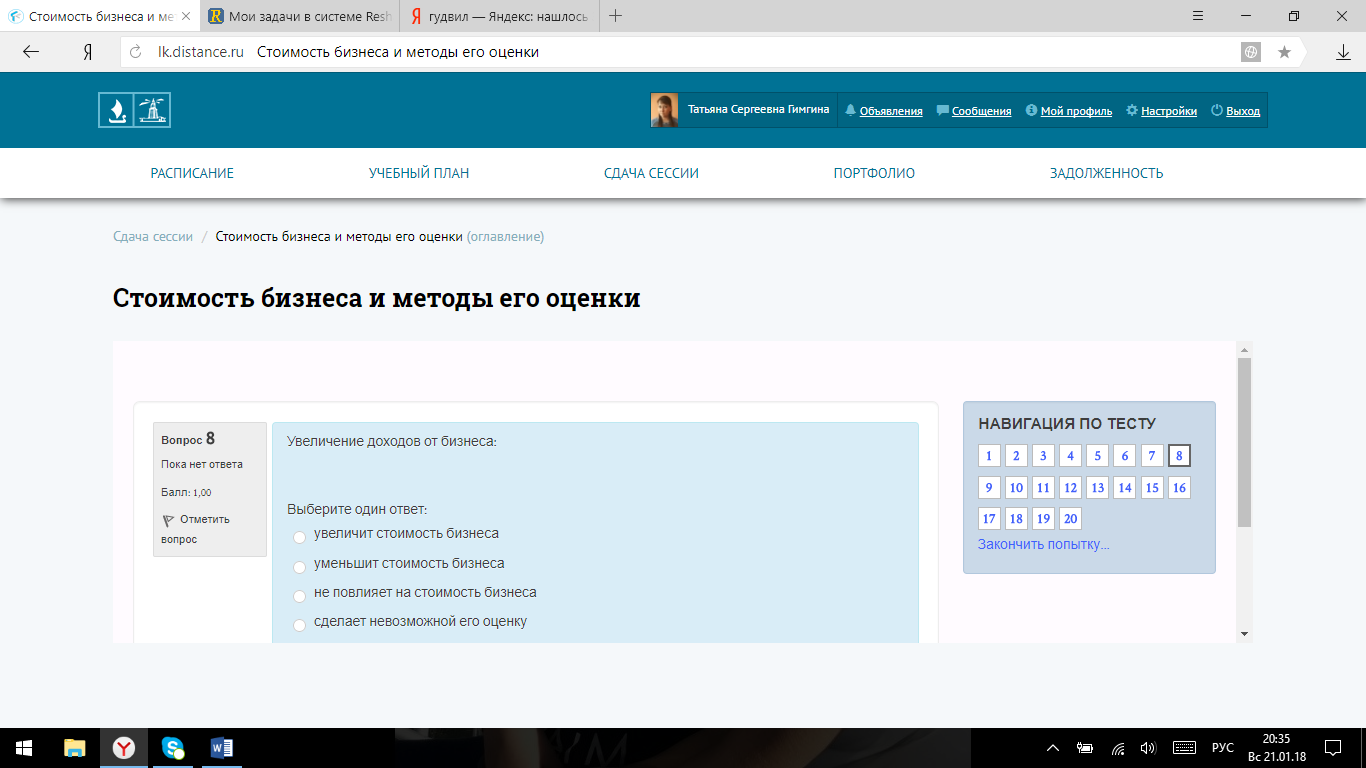 Стоимость бизнеса и ме
Мои задачи в системе Resh
гудвил — Яндекс: нашлось
lk.distance.ru Стоимость бизнеса и методы его оценки
Татьяна Сергеевна Гимгина Объявления Сообщения Мой профиль Настройки Выход
РАСПИСАНИЕ УЧЕБНЫЙ ПЛАН СДАЧА СЕССИИ ПОРТФОЛИО ЗАДОЛЖЕННОСТЬ
Сдача сессии / Стоимость бизнеса и методы его оценки (оглавление)
Стоимость бизнеса и методы его оценки
Вопрос 8
Пока нет ответа
Балл: 1,00
Отметить
вопрос
Увеличение доходов от бизнеса:
Выберите один ответ:
увеличит стоимость бизнеса
уменьшит стоимость бизнеса
не повлияет на стоимость бизнеса
сделает невозможной его оценку
НАВИГАЦИЯ ПО ТЕСТУ
1 2 3 4 5 6 7 8
9 10 11 12 13 14 15 16
17 18 19 20
Закончить попытку...
РУС
20:35
Вс 21.01.18